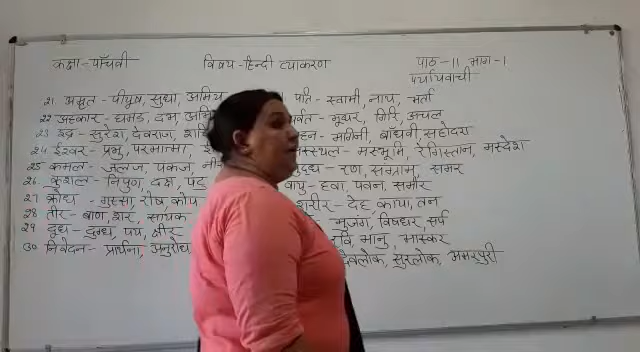 कक्षा - पाँचवी विषय - हिन्दी व्याकरण पाठ - 11 भाग - 1
पर्यायवाची
21. अमृत - पीयूष, सुधा, अमिय
22 अहंकार - घमंड, दंभ,
23 इंद्र - सुरेश, देवराज,
24 ईश्वर - प्रभु, परमात्मा,
25 कमल - जलज, पंकज,
26. कुशल - निपुण, दक्ष, पटु
27 क्रोध - गुस्सा, रोष, कोप
28 तीर - बाण, शर, सायक
29 दूध - दुग्ध, पय, क्षीर
30 निवेदन - प्रार्थना, अनुरोध,
पति - स्वामी, नाथ, भर्ता
पर्वत - भूधर, गिरि, अचल
बहन - भगिनी, बांधवी, सहोदरा
मरुस्थल - मरुभूमि, रेगिस्तान, मरुदेश
युद्ध - रण, संग्राम, समर
वायु - हवा, पवन, समीर
शरीर - देह, काया, तन
भुजंग, विषधर, सर्प
रवि, भानु, भास्कर
देवलोक, सुरलोक, अमरपुरी